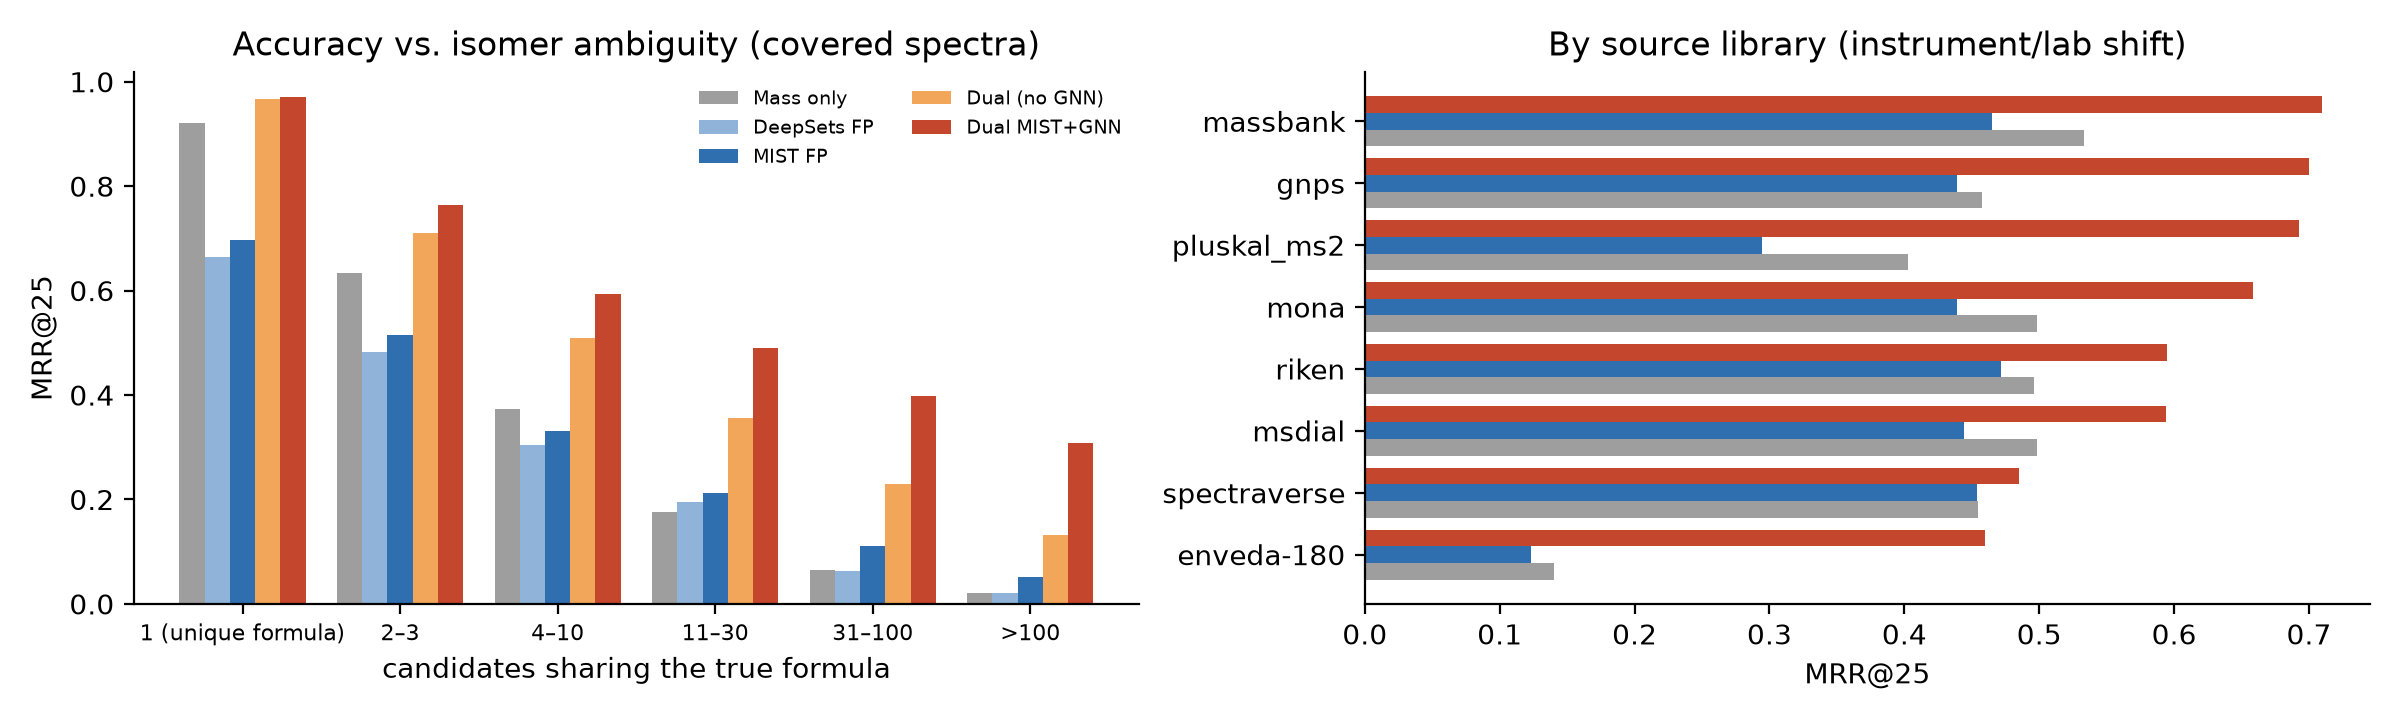 Accuracy vs. isomer ambiguity (covered spectra)
MRR@25
1.0
0.8
0.6
0.4
0.2
0.0
Mass only
DeepSets FP
MIST FP
Dual (no GNN)
Dual MIST+GNN
1 (unique formula) 2–3 4–10 11–30 31–100 >100
candidates sharing the true formula
By source library (instrument/lab shift)
massbank
gnps
pluskal_ms2
mona
riken
msdial
spectraverse
enveda-180
0.0 0.1 0.2 0.3 0.4 0.5 0.6 0.7
MRR@25